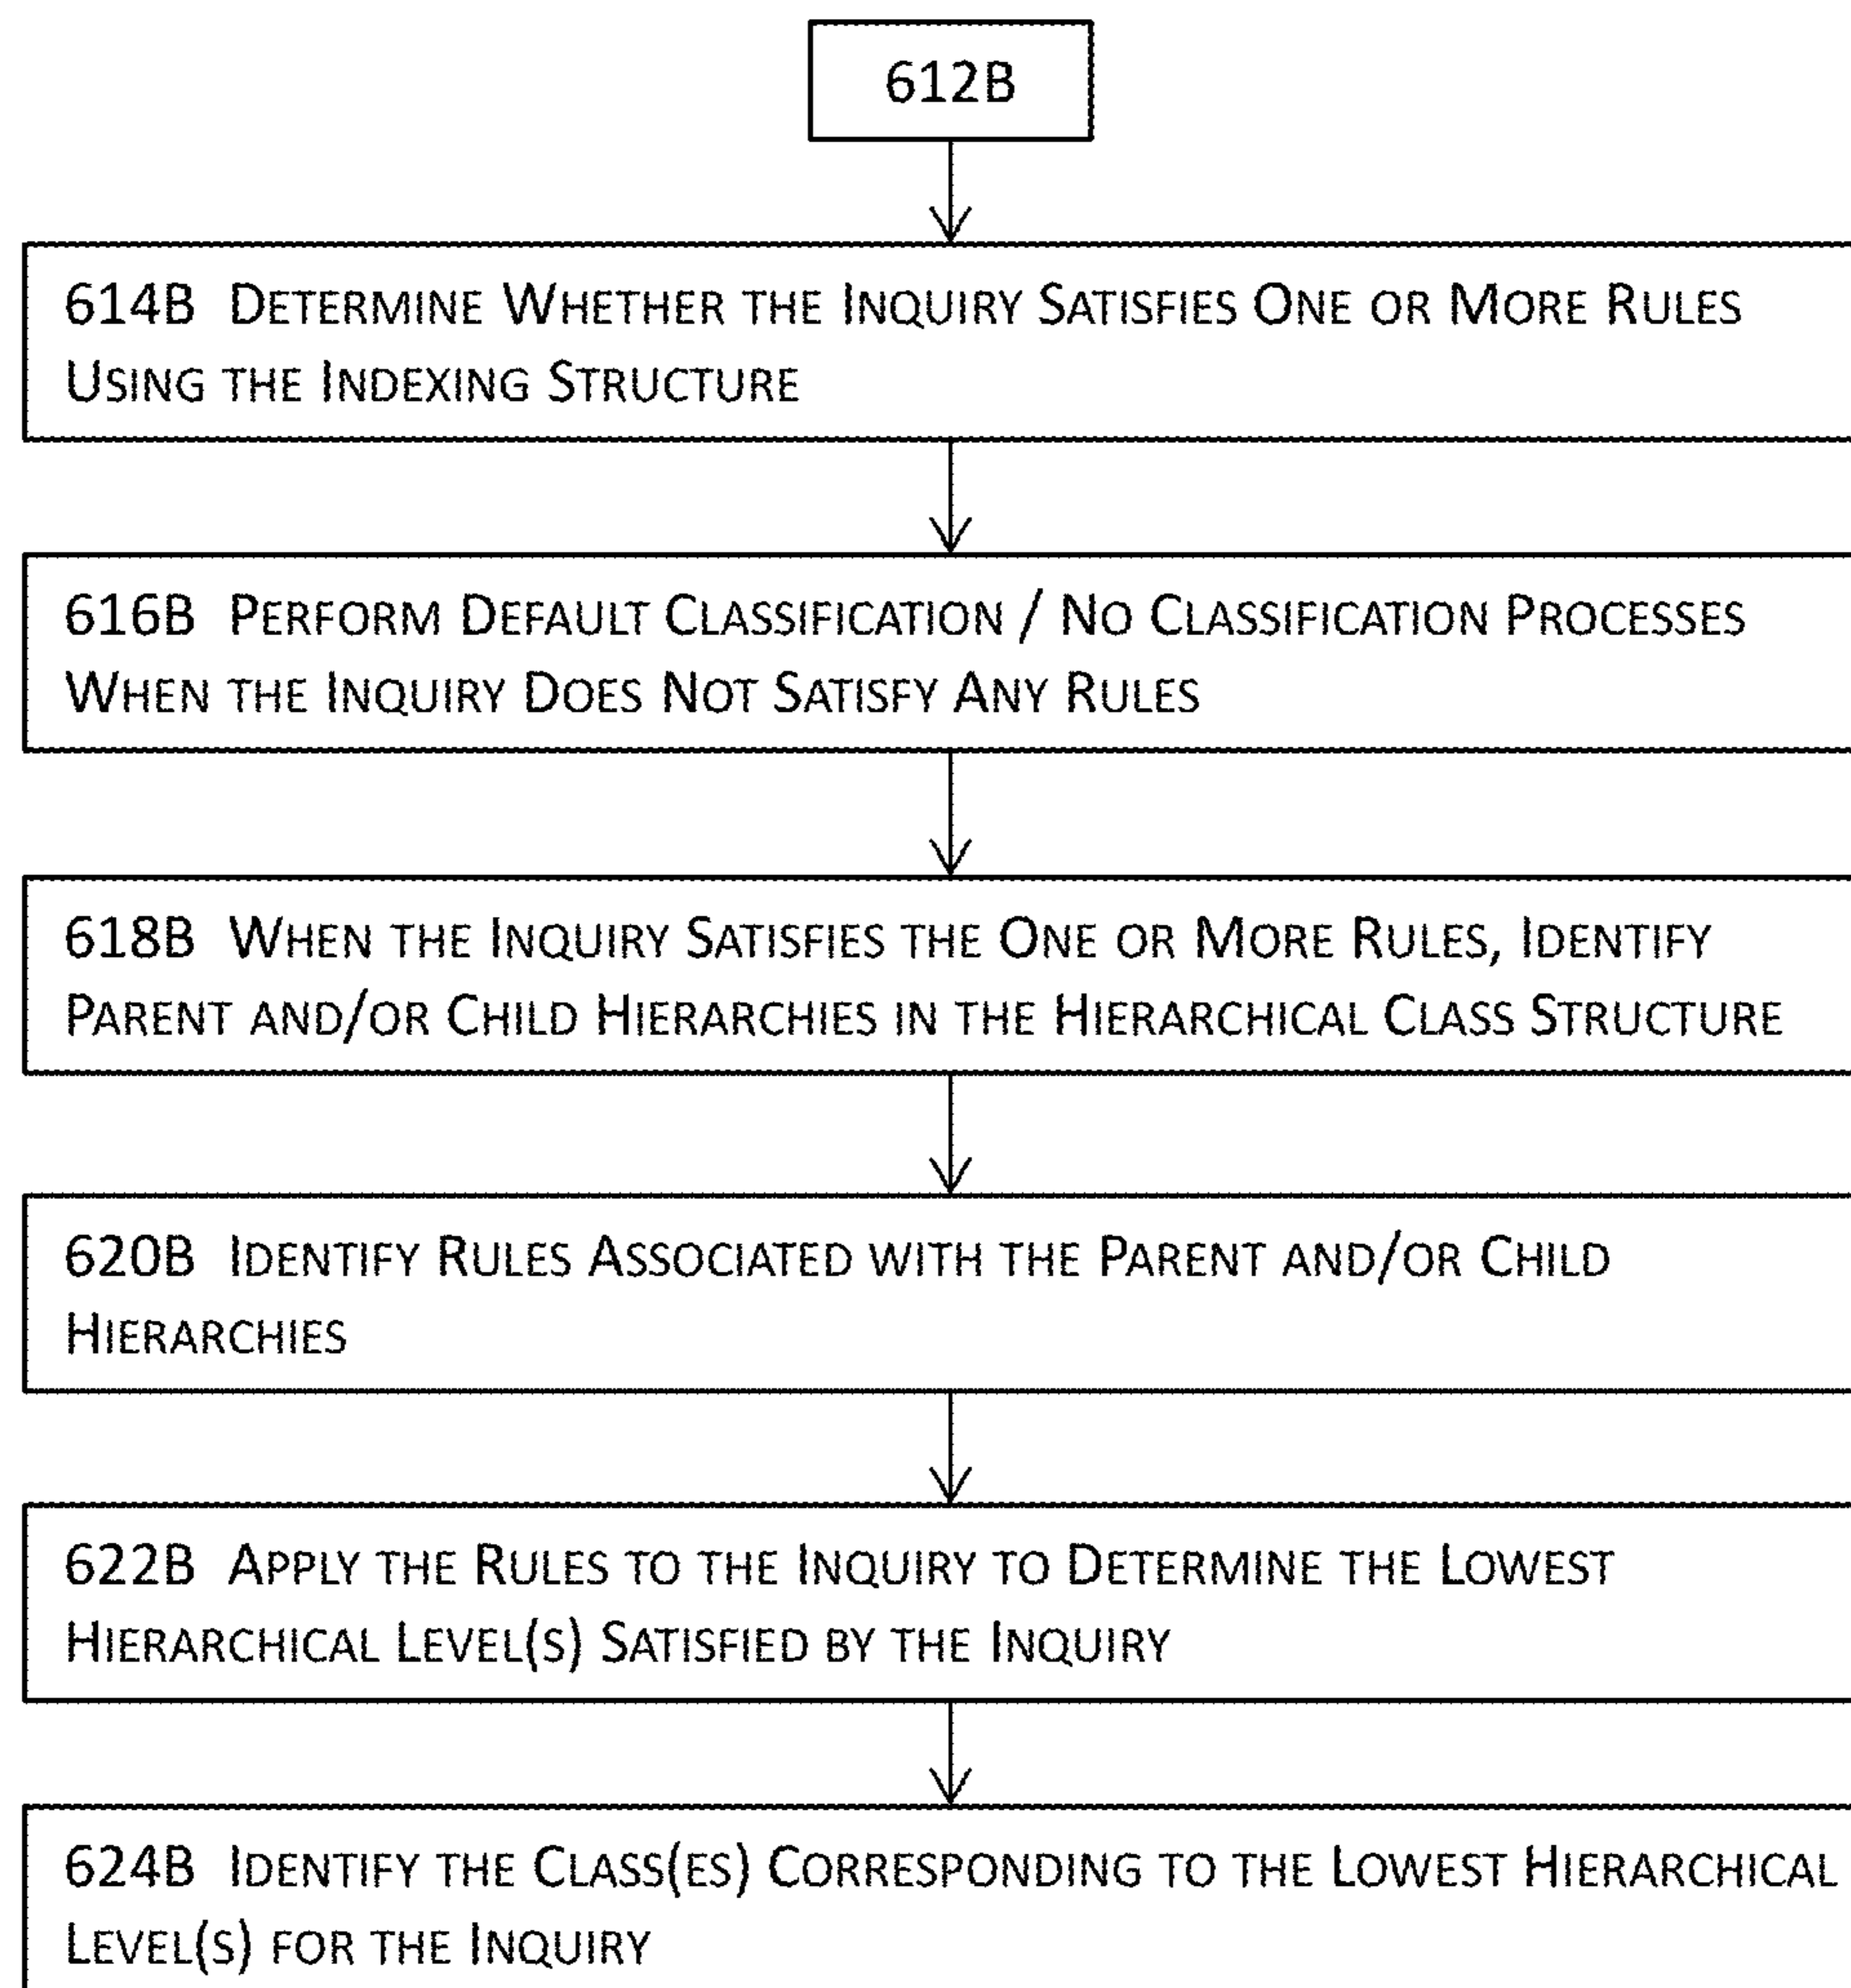 612B
614B DETERMINE WHETHER THE INQUIRY SATISFIES ONE OR MORE RULES
USING THE INDEXING STRUCTURE
616B PERFORM DEFAULT CLASSIFICATION / NO CLASSIFICATION PROCESSES
WHEN THE INQUIRY DOES NOT SATISFY ANY RULES
618B WHEN THE INQUIRY SATISFIES THE ONE OR MORE RULES, IDENTIFY
PARENT AND/OR CHILD HIERARCHIES IN THE HIERARCHICAL CLASS STRUCTURE
620B IDENTIFY RULES ASSOCIATED WITH THE PARENT AND/OR CHILD
HIERARCHIES
622B APPLY THE RULES TO THE INQUIRY TO DETERMINE THE LOWEST
HIERARCHICAL LEVEL(S) SATISFIED BY THE INQUIRY
624B IDENTIFY THE CLASS(ES) CORRESPONDING TO THE LOWEST HIERARCHICAL
LEVEL(S) FOR THE INQUIRY